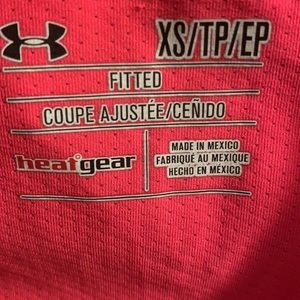 XS/TP/EP
FITTED
COUPE AJUSTÉE/CEÑIDO
heatgear
MADE IN MEXICO
FABRIQUÉ AU MEXIQUE
HECHO EN MÉXICO